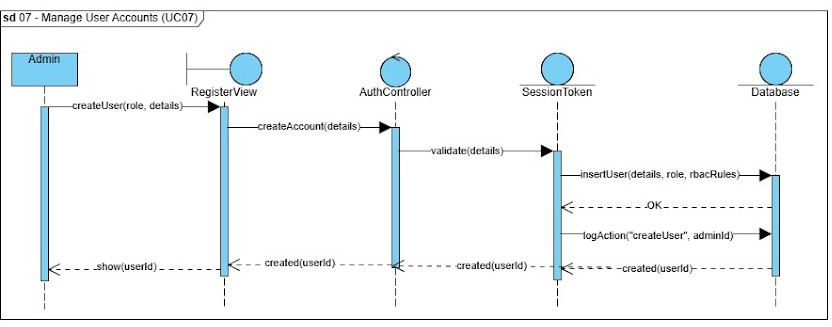 sd 07 - Manage User Accounts (UC07)
Admin
RegisterView
AuthController
SessionToken
Database
createUser(role, details)
createAccount(details)
validate(details)
insertUser(details, role, rbacRules)
OK
logAction("createUser", adminId)
created(userId)
created(userId)
created(userId)
show(userId)